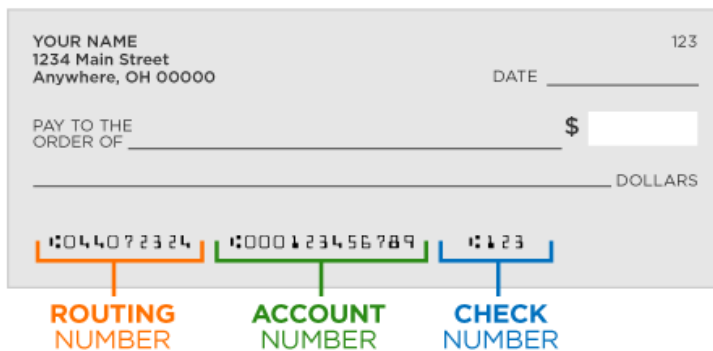 YOUR NAME 123
1234 Main Street
Anywhere, OH 00000 DATE
PAY TO THE
ORDER OF $
DOLLARS
⑆044072324 ⑆000123456789 ⑆123
ROUTING ACCOUNT CHECK
NUMBER NUMBER NUMBER